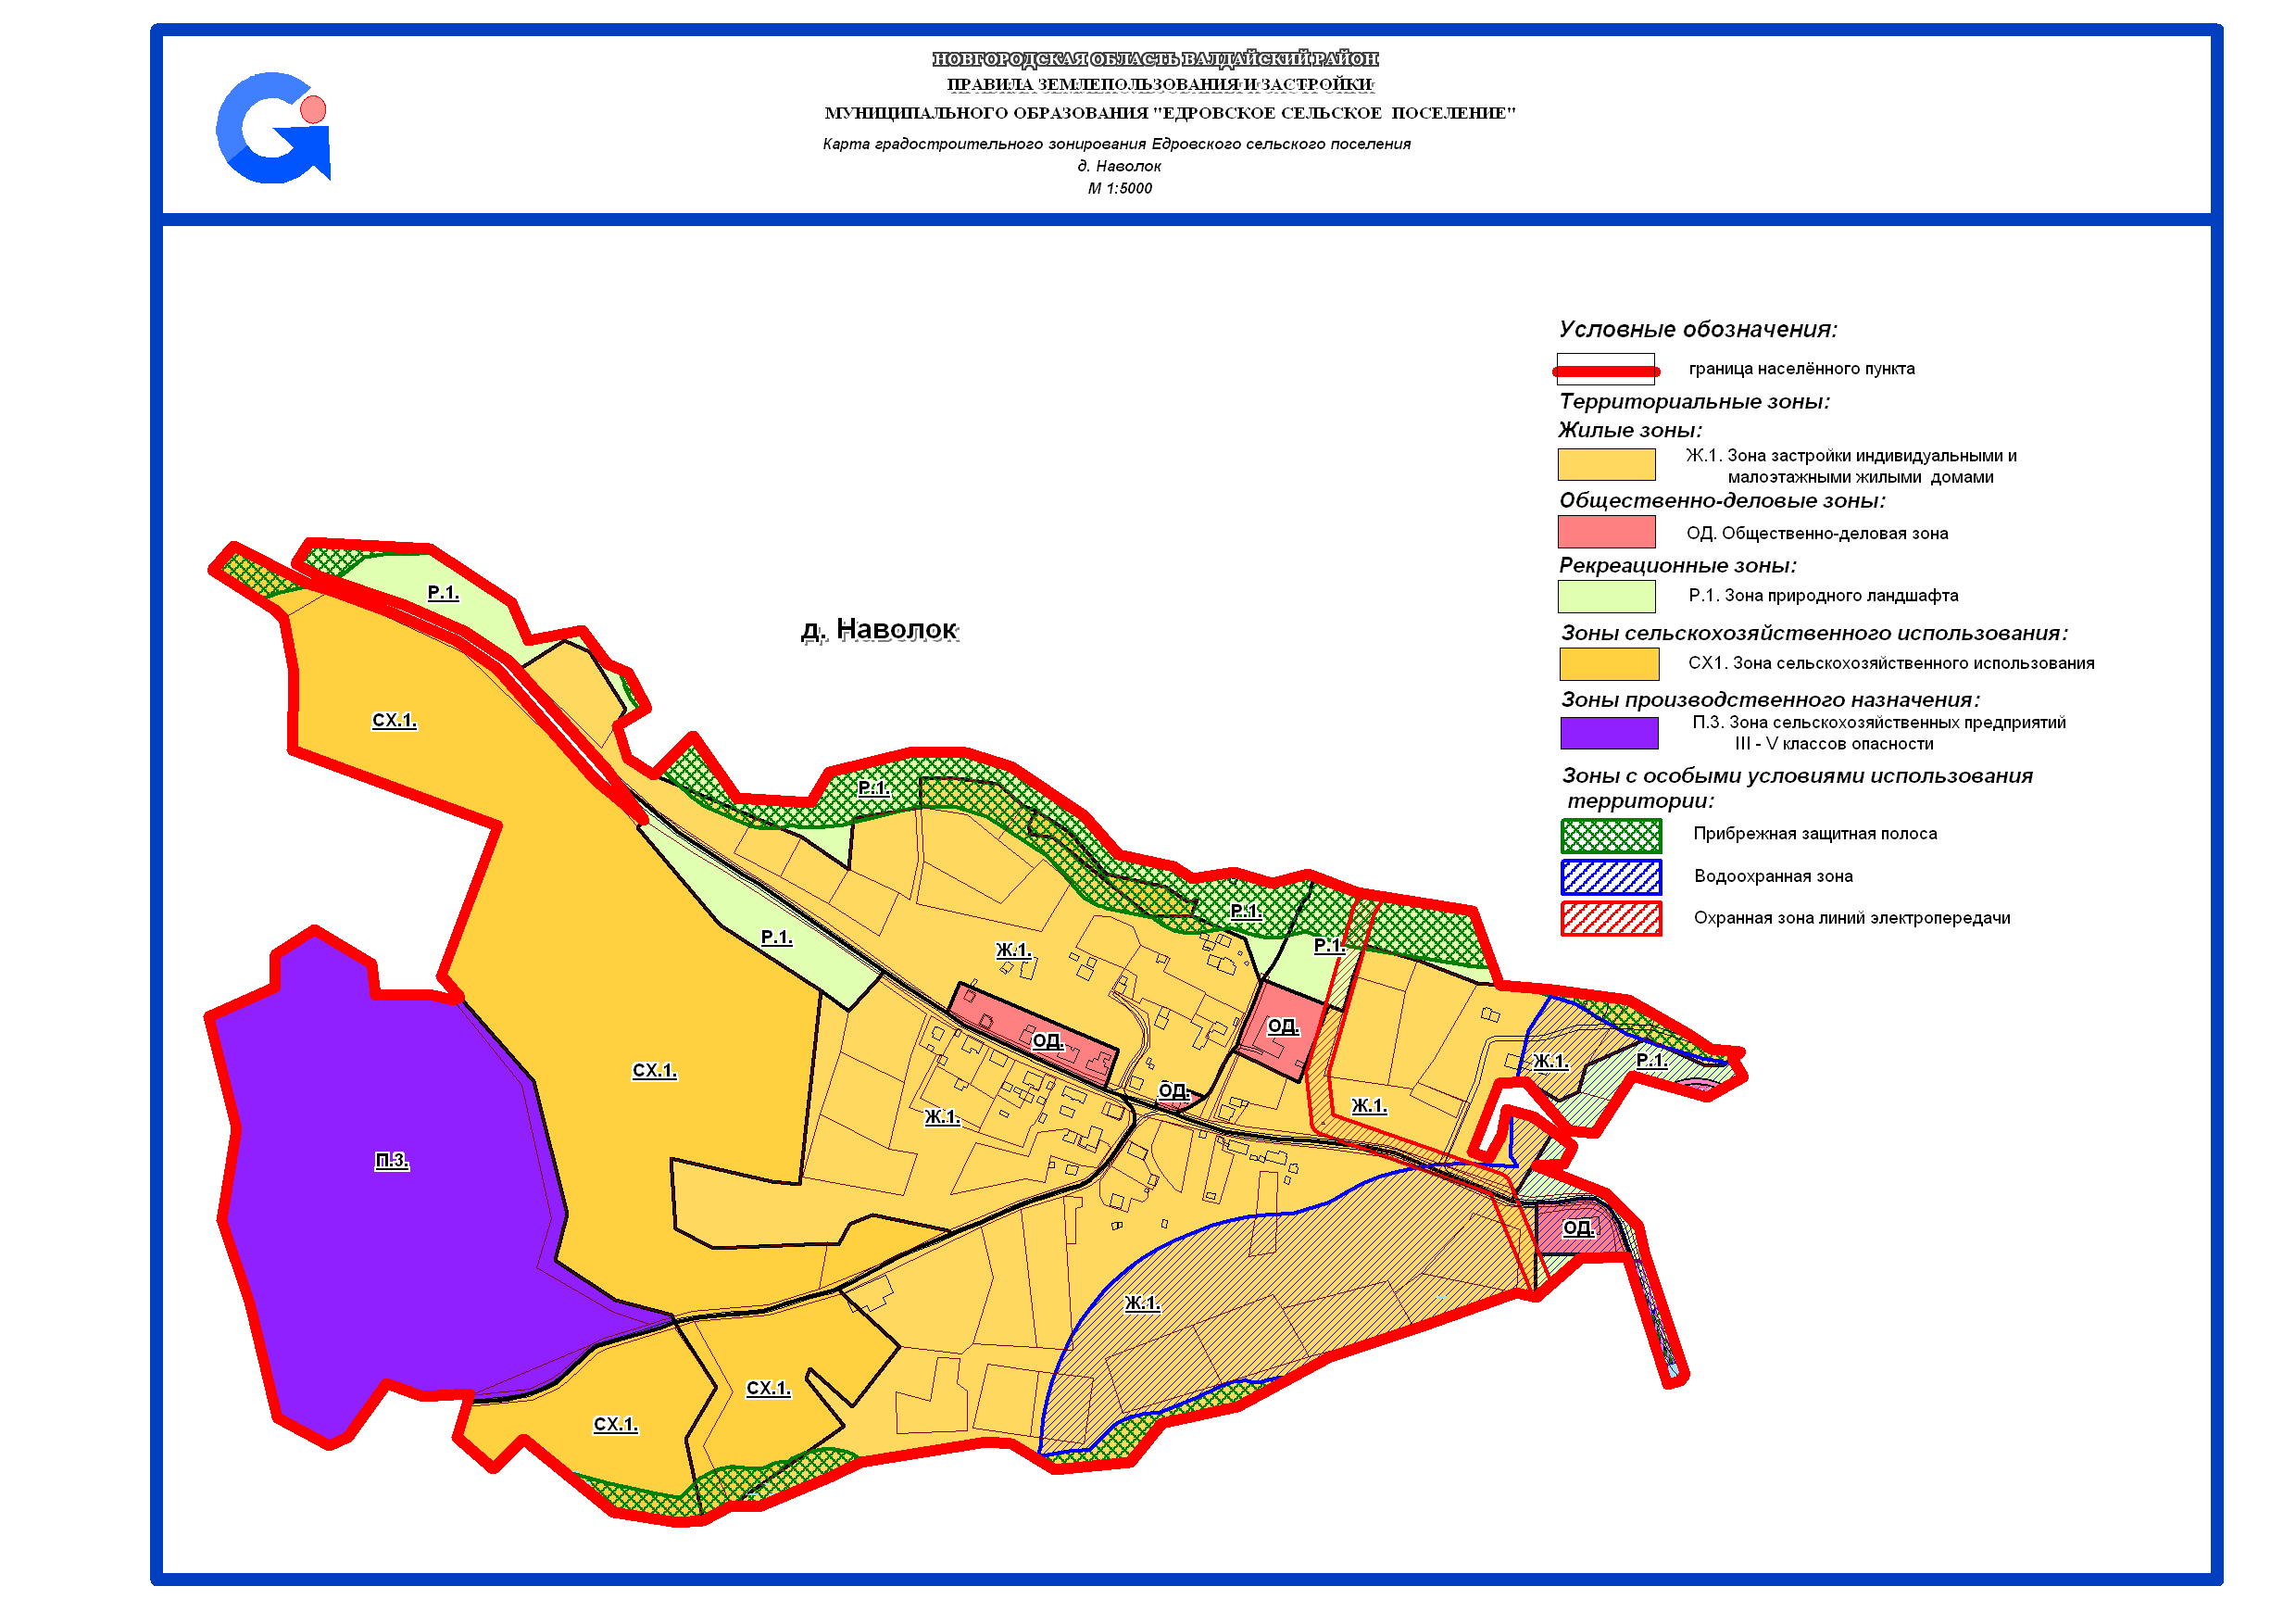 НОВГОРОДСКАЯ ОБЛАСТЬ ВАЛДАЙСКИЙ РАЙОН
ПРАВИЛА ЗЕМЛЕПОЛЬЗОВАНИЯ И ЗАСТРОЙКИ
МУНИЦИПАЛЬНОГО ОБРАЗОВАНИЯ "ЕДРОВСКОЕ СЕЛЬСКОЕ ПОСЕЛЕНИЕ"
Карта градостроительного зонирования Едровского сельского поселения
д. Наволок
М 1:5000
Условные обозначения:
граница населённого пункта
Территориальные зоны:
Жилые зоны:
Ж.1. Зона застройки индивидуальными и
малоэтажными жилыми домами
Общественно-деловые зоны:
ОД. Общественно-деловая зона
Рекреационные зоны:
Р.1. Зона природного ландшафта
Зоны сельскохозяйственного использования:
СХ1. Зона сельскохозяйственного использования
Зоны производственного назначения:
П.3. Зона сельскохозяйственных предприятий
III - V классов опасности
Зоны с особыми условиями использования
территории:
Прибрежная защитная полоса
Водоохранная зона
Охранная зона линий электропередачи
д. Наволок
Р.1.
СХ.1.
Р.1.
Р.1.
Р.1.
Р.1.
Ж.1.
ОД.
ОД.
Ж.1.
Р.1.
СХ.1.
ОД.
Ж.1.
Ж.1.
П.3.
ОД.
Ж.1.
СХ.1.
СХ.1.